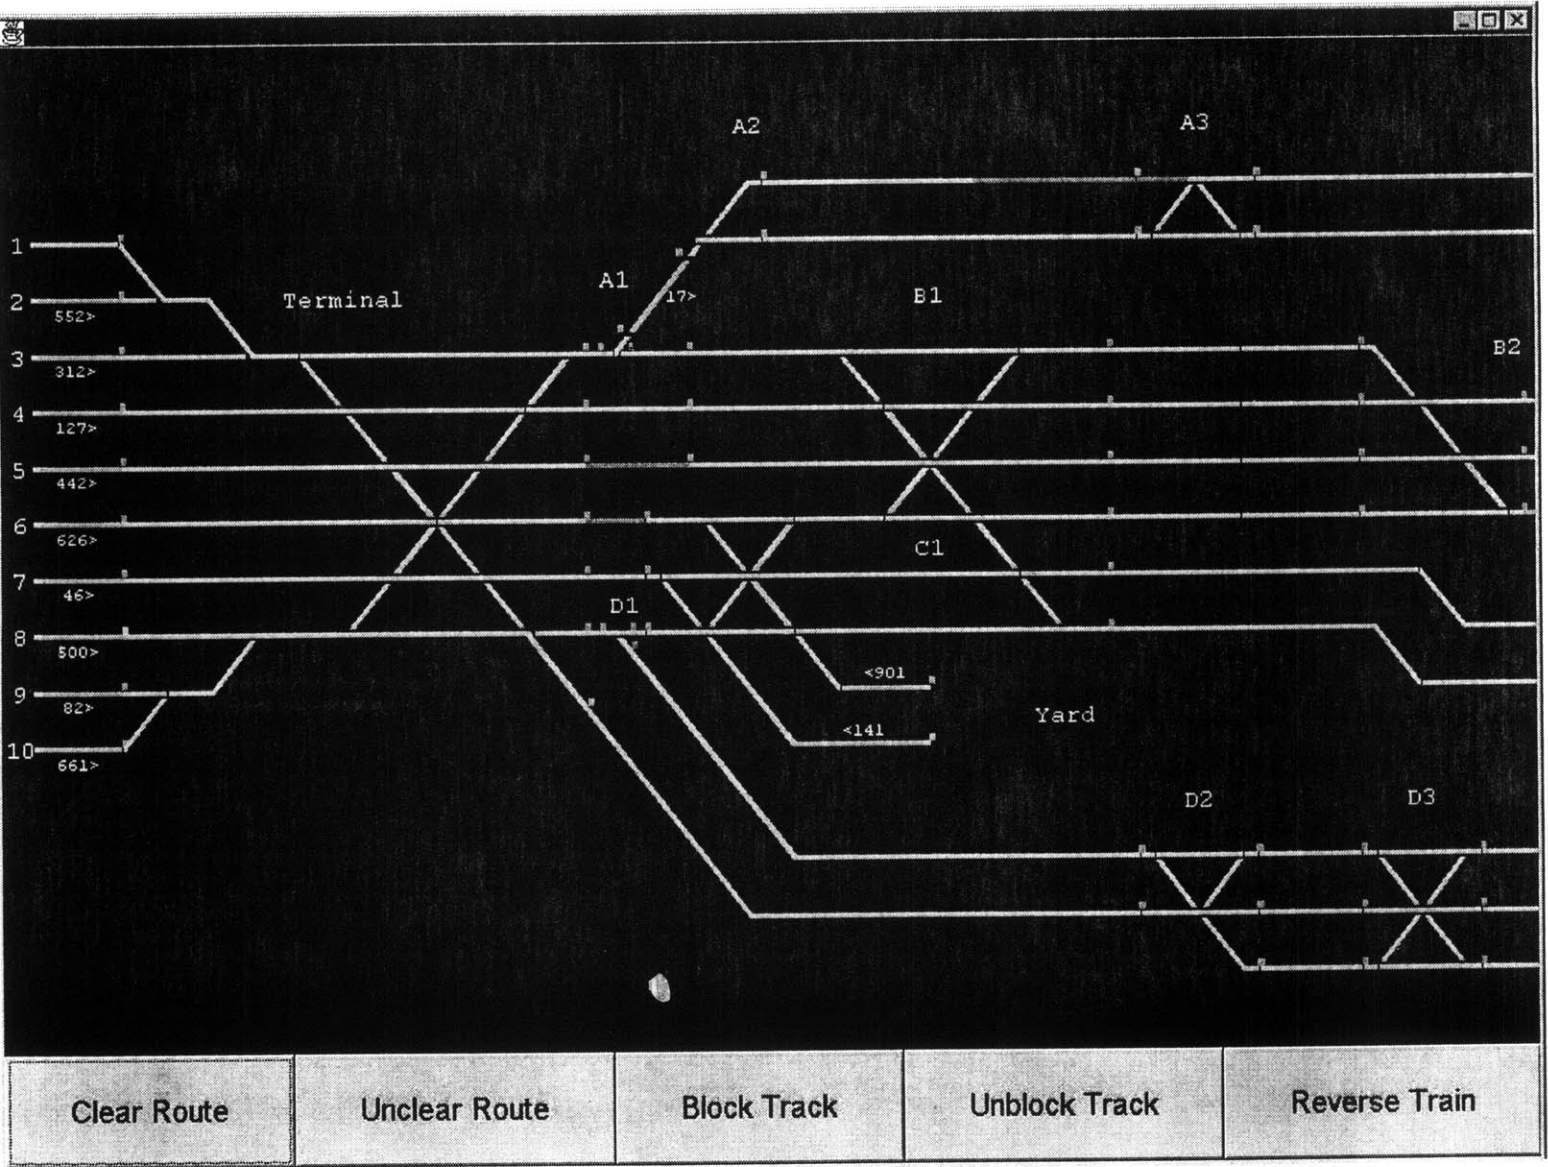 A2
A3
1
A1
17>
B1
2
Terminal
552>
3
312>
B2
4
127>
5
442>
6
626>
C1
7
46>
D1
8
500>
<901
9
82>
Yard
<141
10
661>
D2
D3
Clear Route
Unclear Route
Block Track
Unblock Track
Reverse Train